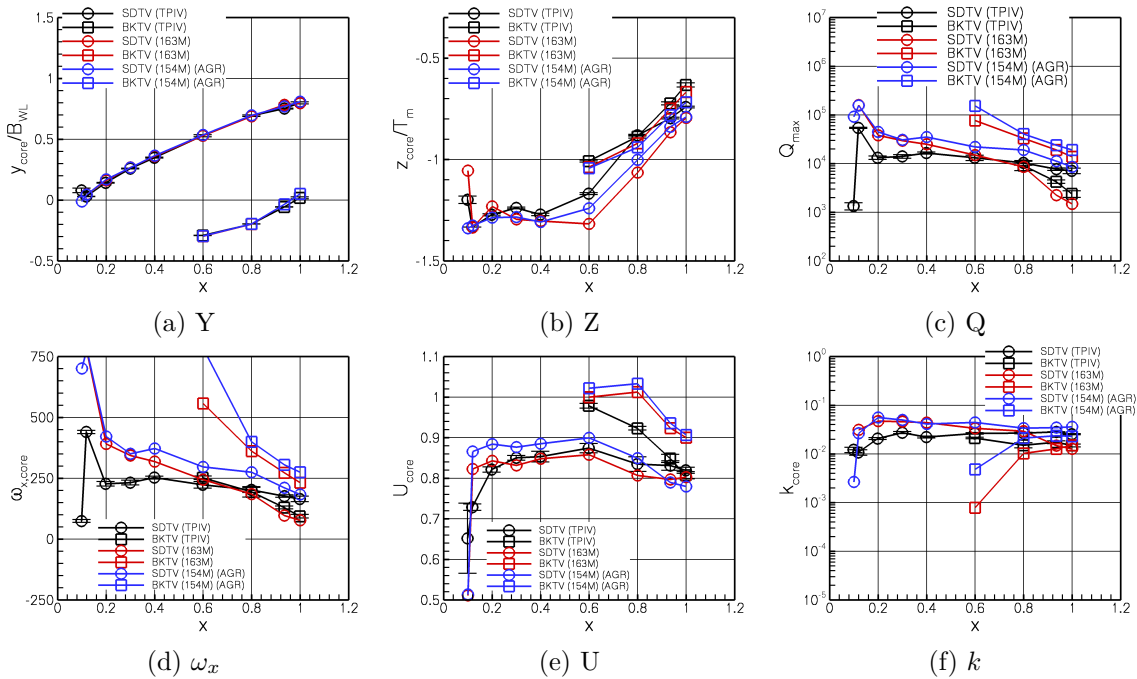 y_core/B_WL
1.5
1
0.5
0
-0.5
0 0.2 0.4 0.6 0.8 1 1.2
X
SDTV (TPIV)
BKTV (TPIV)
SDTV (163M)
BKTV (163M)
SDTV (154M) (AGR)
BKTV (154M) (AGR)
(a) Y
z_core/T_m
-0.5
-1
-1.5
0 0.2 0.4 0.6 0.8 1 1.2
X
SDTV (TPIV)
BKTV (TPIV)
SDTV (163M)
BKTV (163M)
SDTV (154M) (AGR)
BKTV (154M) (AGR)
(b) Z
Q_max
10^7
10^6
10^5
10^4
10^3
10^2
0 0.2 0.4 0.6 0.8 1 1.2
X
SDTV (TPIV)
BKTV (TPIV)
SDTV (163M)
BKTV (163M)
SDTV (154M) (AGR)
BKTV (154M) (AGR)
(c) Q
ω_x,core
750
500
250
0
-250
0 0.2 0.4 0.6 0.8 1 1.2
X
SDTV (TPIV)
BKTV (TPIV)
SDTV (163M)
BKTV (163M)
SDTV (154M) (AGR)
BKTV (154M) (AGR)
(d) ω_x
U_core
1.1
1
0.9
0.8
0.7
0.6
0.5
0 0.2 0.4 0.6 0.8 1 1.2
X
SDTV (TPIV)
BKTV (TPIV)
SDTV (163M)
BKTV (163M)
SDTV (154M) (AGR)
BKTV (154M) (AGR)
(e) U
k_core
10^0
10^-1
10^-2
10^-3
10^-4
10^-5
0 0.2 0.4 0.6 0.8 1 1.2
X
SDTV (TPIV)
BKTV (TPIV)
SDTV (163M)
BKTV (163M)
SDTV (154M) (AGR)
BKTV (154M) (AGR)
(f) k